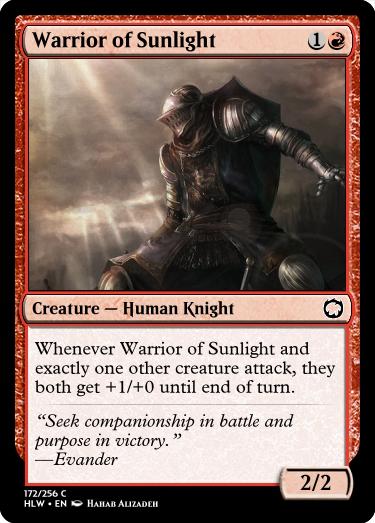 Warrior of Sunlight 1
Creature — Human Knight
Whenever Warrior of Sunlight and
exactly one other creature attack, they
both get +1/+0 until end of turn.
“Seek companionship in battle and
purpose in victory.”
—Evander
2/2
172/256 C
HLW • EN Hahab Alizadeh